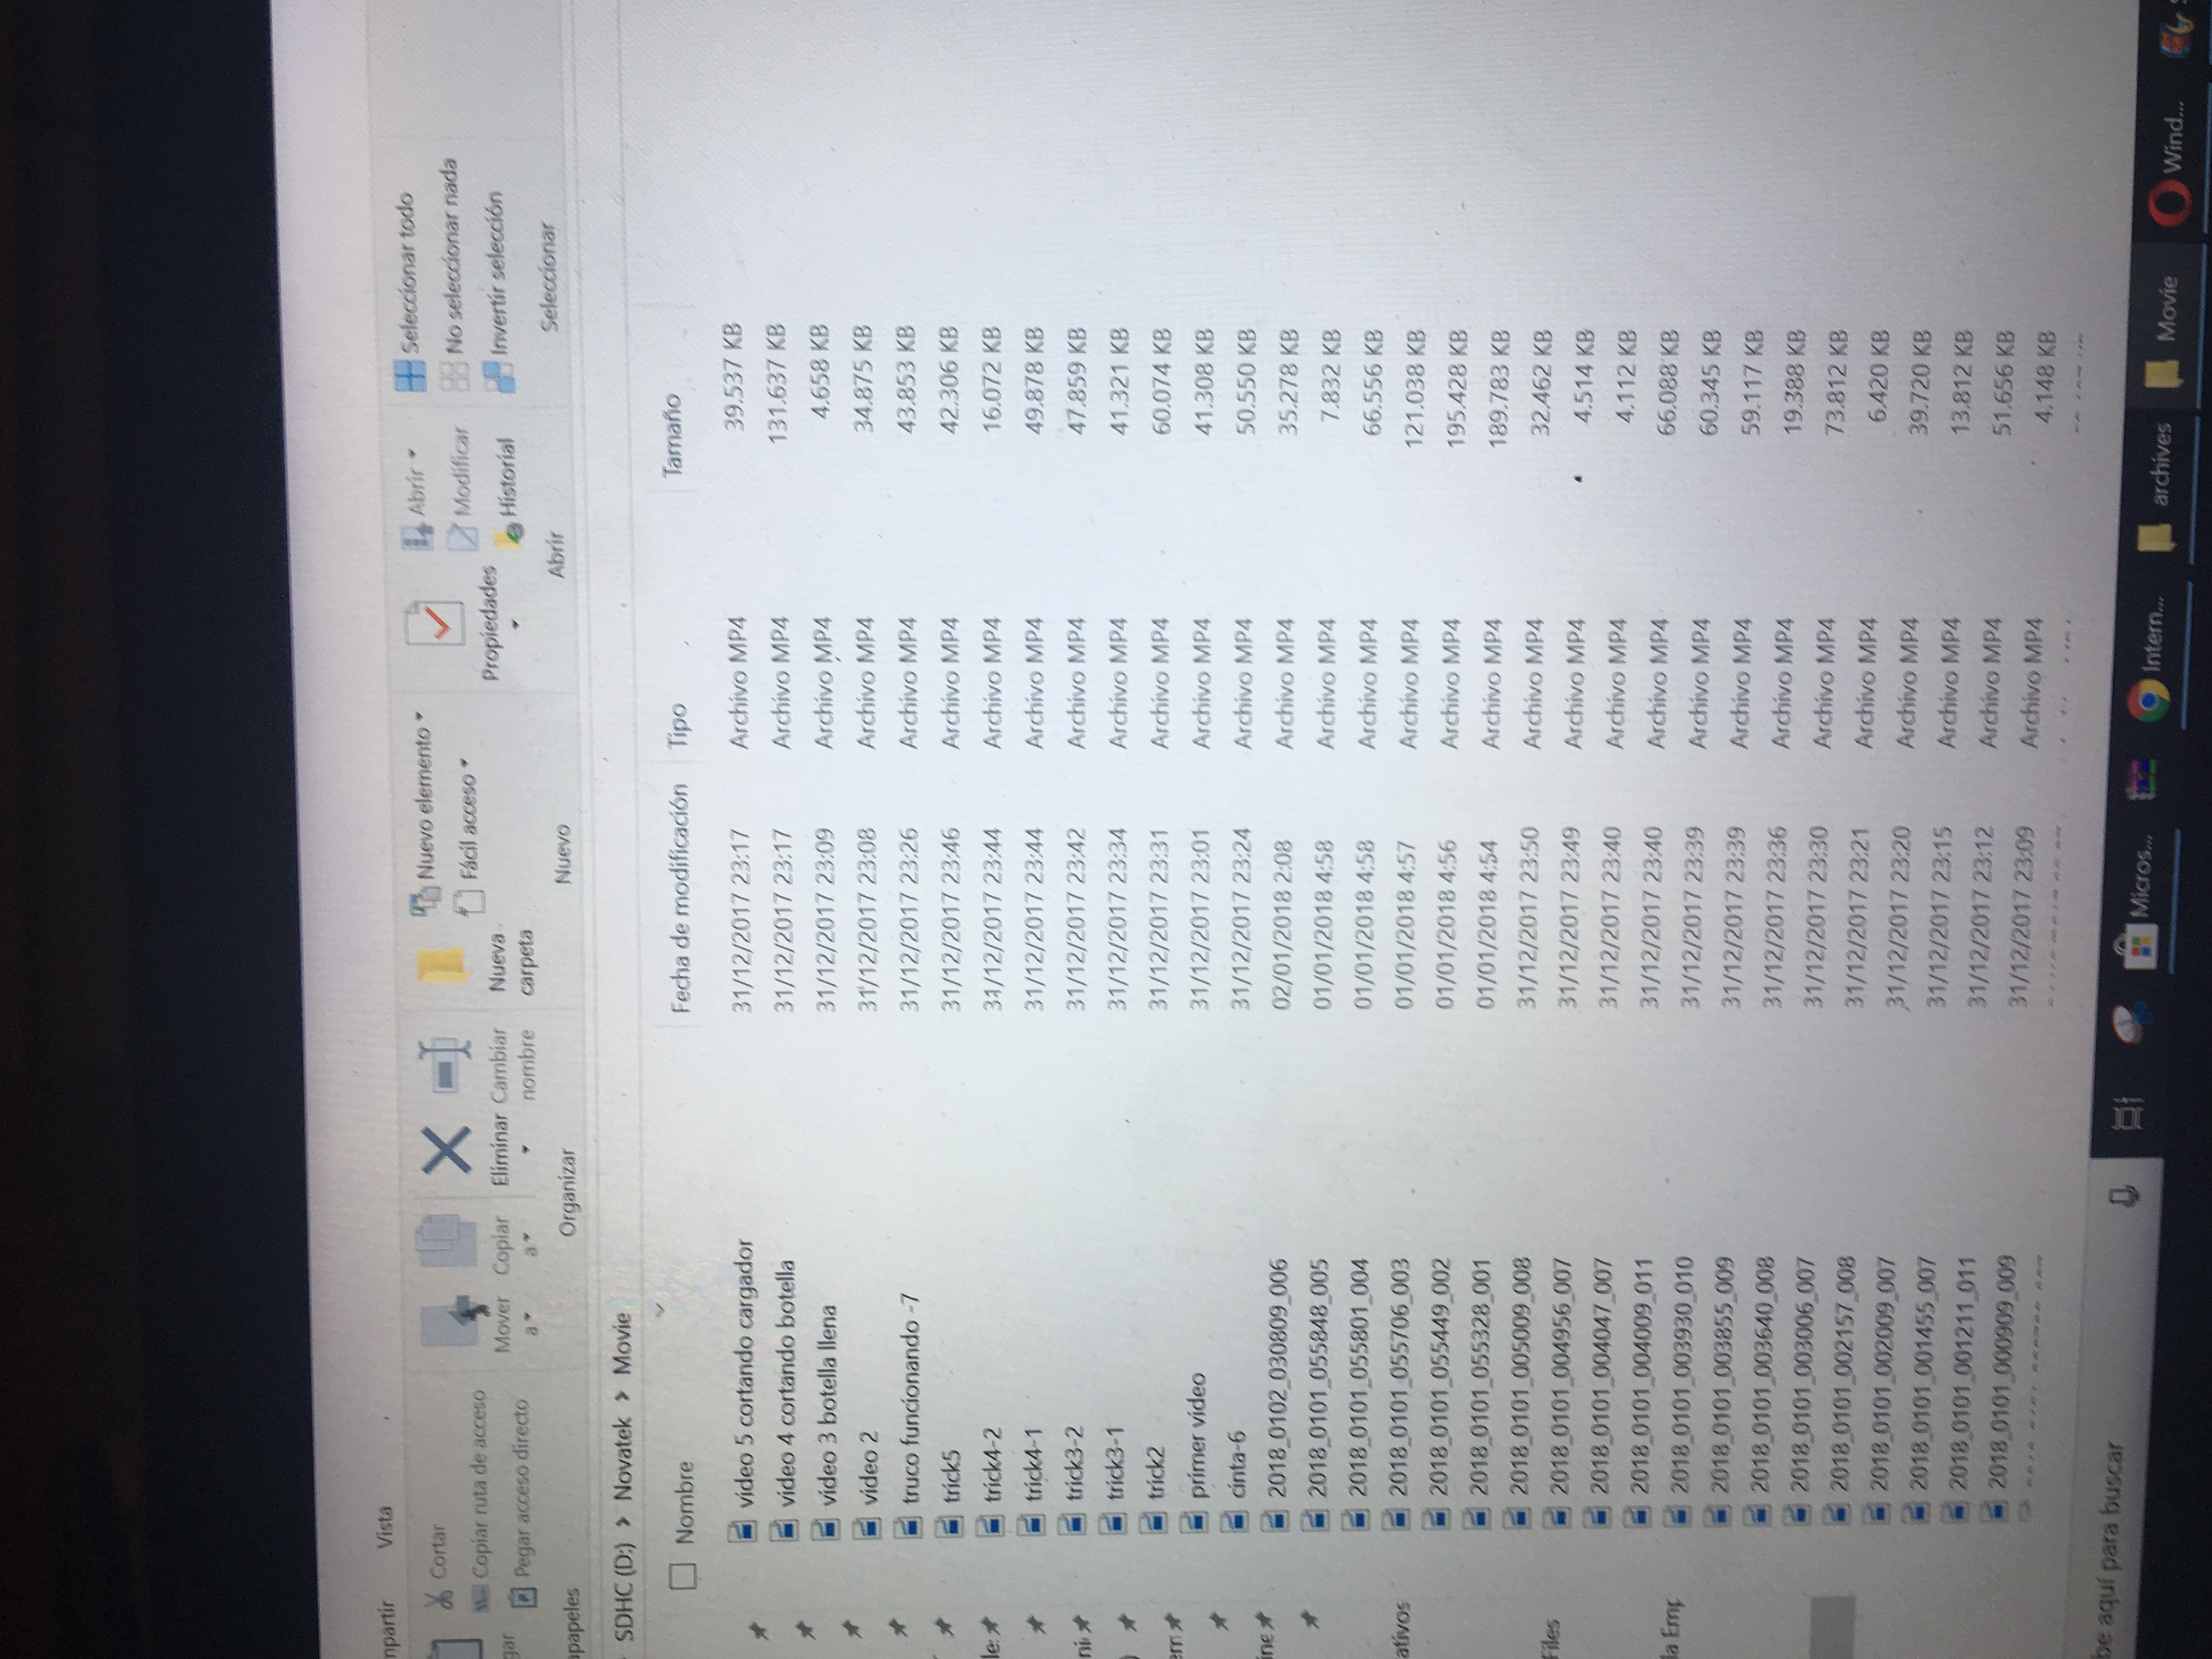 mpartir Vista
Cortar
Copiar ruta de acceso
Pegar acceso directo
gar
papeles
Mover a
Copiar a
Eliminar
Cambiar nombre
Organizar
Nueva carpeta
Nuevo elemento
Fácil acceso
Nuevo
Propiedades
Abrir
Modificar
Historial
Abrir
Seleccionar todo
No seleccionar nada
Invertir selección
Seleccionar
SDHC (D:) > Novatek > Movie
Nombre Fecha de modificación Tipo Tamaño
video 5 cortando cargador 31/12/2017 23:17 Archivo MP4 39.537 KB
video 4 cortando botella 31/12/2017 23:17 Archivo MP4 131.637 KB
video 3 botella llena 31/12/2017 23:09 Archivo MP4 4.658 KB
video 2 31/12/2017 23:08 Archivo MP4 34.875 KB
truco funcionando -7 31/12/2017 23:26 Archivo MP4 43.853 KB
trick5 31/12/2017 23:46 Archivo MP4 42.306 KB
trick4-2 31/12/2017 23:44 Archivo MP4 16.072 KB
trick4-1 31/12/2017 23:44 Archivo MP4 49.878 KB
trick3-2 31/12/2017 23:42 Archivo MP4 47.859 KB
trick3-1 31/12/2017 23:34 Archivo MP4 41.321 KB
trick2 31/12/2017 23:31 Archivo MP4 60.074 KB
primer video 31/12/2017 23:01 Archivo MP4 41.308 KB
cinta-6 31/12/2017 23:24 Archivo MP4 50.550 KB
2018_0102_030809_006 02/01/2018 2:08 Archivo MP4 35.278 KB
2018_0101_055848_005 01/01/2018 4:58 Archivo MP4 7.832 KB
2018_0101_055801_004 01/01/2018 4:58 Archivo MP4 66.556 KB
2018_0101_055706_003 01/01/2018 4:57 Archivo MP4 121.038 KB
2018_0101_055449_002 01/01/2018 4:56 Archivo MP4 195.428 KB
2018_0101_055328_001 01/01/2018 4:54 Archivo MP4 189.783 KB
2018_0101_005009_008 31/12/2017 23:50 Archivo MP4 32.462 KB
2018_0101_004956_007 31/12/2017 23:49 Archivo MP4 4.514 KB
2018_0101_004047_007 31/12/2017 23:40 Archivo MP4 4.112 KB
2018_0101_004009_011 31/12/2017 23:40 Archivo MP4 66.088 KB
2018_0101_003930_010 31/12/2017 23:39 Archivo MP4 60.345 KB
2018_0101_003855_009 31/12/2017 23:39 Archivo MP4 59.117 KB
2018_0101_003640_008 31/12/2017 23:36 Archivo MP4 19.388 KB
2018_0101_003006_007 31/12/2017 23:30 Archivo MP4 73.812 KB
2018_0101_002157_008 31/12/2017 23:21 Archivo MP4 6.420 KB
2018_0101_002009_007 31/12/2017 23:20 Archivo MP4 39.720 KB
2018_0101_001455_007 31/12/2017 23:15 Archivo MP4 13.812 KB
2018_0101_001211_011 31/12/2017 23:12 Archivo MP4 51.656 KB
2018_0101_000909_009 31/12/2017 23:09 Archivo MP4 4.148 KB
ativos
Files
la Emp
be aquí para buscar
Micros...
Intern...
archives
Movie
Wind...